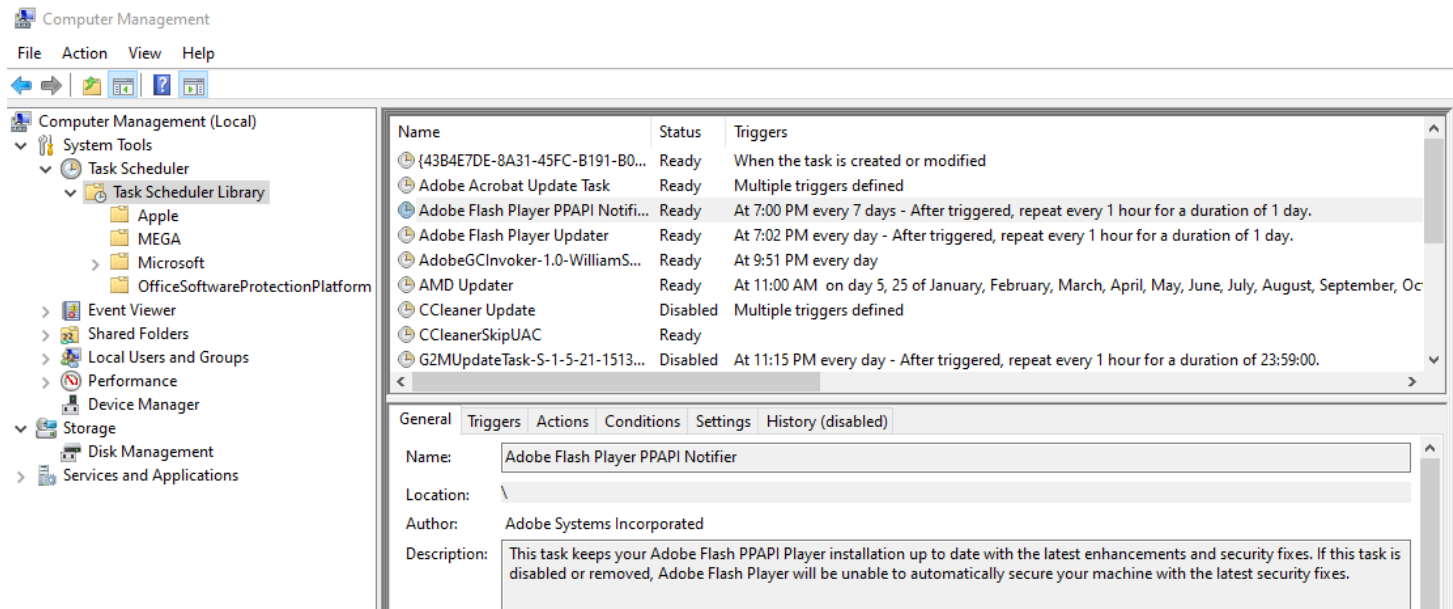 Computer Management
File Action View Help
Computer Management (Local)
System Tools
Task Scheduler
Task Scheduler Library
Apple
MEGA
Microsoft
OfficeSoftwareProtectionPlatform
Event Viewer
Shared Folders
Local Users and Groups
Performance
Device Manager
Storage
Disk Management
Services and Applications
Name Status Triggers
{43B4E7DE-8A31-45FC-B191-B0... Ready When the task is created or modified
Adobe Acrobat Update Task Ready Multiple triggers defined
Adobe Flash Player PPAPI Notifi... Ready At 7:00 PM every 7 days - After triggered, repeat every 1 hour for a duration of 1 day.
Adobe Flash Player Updater Ready At 7:02 PM every day - After triggered, repeat every 1 hour for a duration of 1 day.
AdobeGCInvoker-1.0-WilliamS... Ready At 9:51 PM every day
AMD Updater Ready At 11:00 AM on day 5, 25 of January, February, March, April, May, June, July, August, September, Oc
CCleaner Update Disabled Multiple triggers defined
CCleanerSkipUAC Ready
G2MUpdateTask-S-1-5-21-1513... Disabled At 11:15 PM every day - After triggered, repeat every 1 hour for a duration of 23:59:00.
General Triggers Actions Conditions Settings History (disabled)
Name: Adobe Flash Player PPAPI Notifier
Location: \
Author: Adobe Systems Incorporated
Description: This task keeps your Adobe Flash PPAPI Player installation up to date with the latest enhancements and security fixes. If this task is
disabled or removed, Adobe Flash Player will be unable to automatically secure your machine with the latest security fixes.